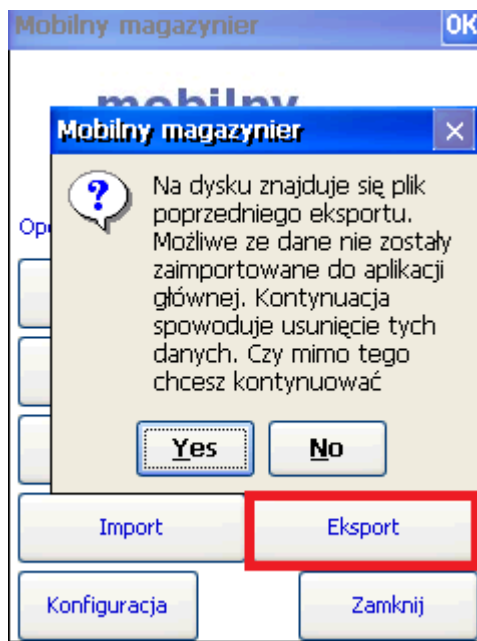 Mobilny magazynier OK
mobilny
Mobilny magazynier
Na dysku znajduje się plik
poprzedniego eksportu.
Możliwe ze dane nie zostały
zaimportowane do aplikacji
głównej. Kontynuacja
spowoduje usunięcie tych
danych. Czy mimo tego
chcesz kontynuować
Yes No
Import Eksport
Konfiguracja Zamknij